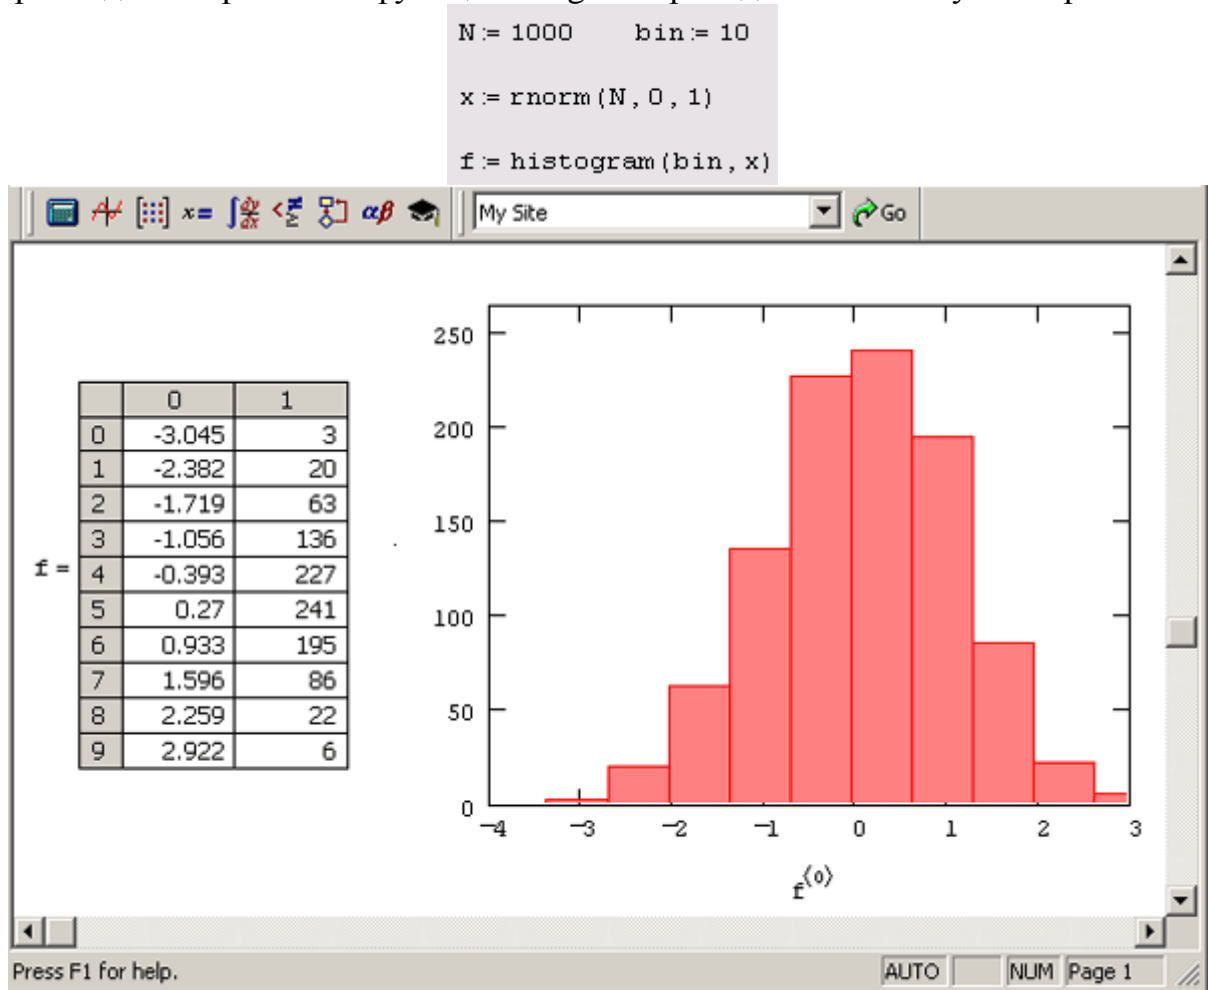 N := 1000 bin := 10
x := rnorm(N, 0, 1)
f := histogram(bin, x)
x= αβ My Site Go
0 1
0 -3.045 3
1 -2.382 20
2 -1.719 63
3 -1.056 136
f = 4 -0.393 227
5 0.27 241
6 0.933 195
7 1.596 86
8 2.259 22
9 2.922 6
250
200
150
100
50
0
-4 -3 -2 -1 0 1 2 3
f⟨0⟩
Press F1 for help. AUTO NUM Page 1